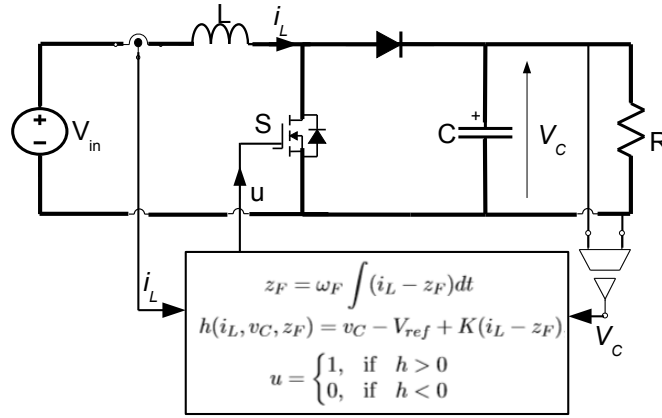 L
i_L
V_in
S
u
C
+
V_C
R
i_L
V_C
z_F = ω_F ∫(i_L − z_F)dt
h(i_L, v_C, z_F) = v_C − V_ref + K(i_L − z_F)
u = {1, if h > 0
0, if h < 0